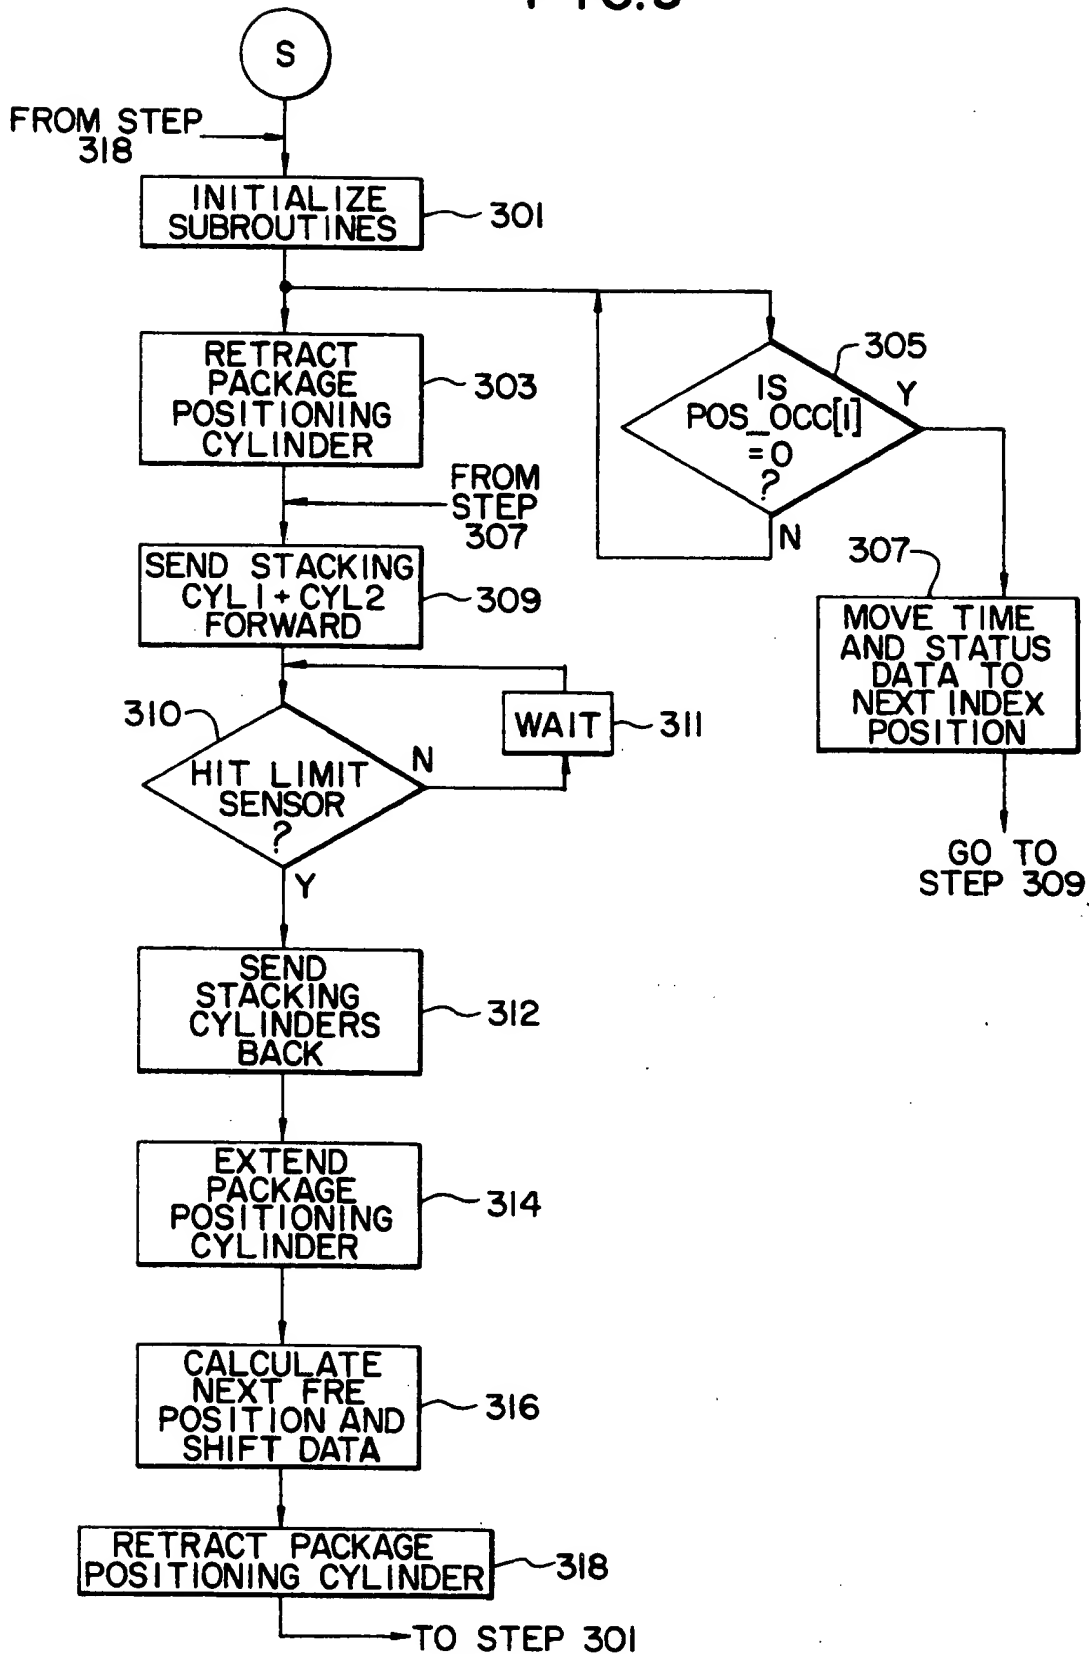 S
FROM STEP
318
INITIALIZE
SUBROUTINES
301
RETRACT
PACKAGE
POSITIONING
CYLINDER
303
305
IS
POS_OCC[I]
=0
?
Y
N
FROM
STEP
307
SEND STACKING
CYL1 + CYL2
FORWARD
309
307
MOVE TIME
AND STATUS
DATA TO
NEXT INDEX
POSITION
GO TO
STEP 309
310
HIT LIMIT
SENSOR
?
N
Y
WAIT
311
SEND
STACKING
CYLINDERS
BACK
312
EXTEND
PACKAGE
POSITIONING
CYLINDER
314
CALCULATE
NEXT FRE
POSITION AND
SHIFT DATA
316
RETRACT PACKAGE
POSITIONING CYLINDER
318
TO STEP 301